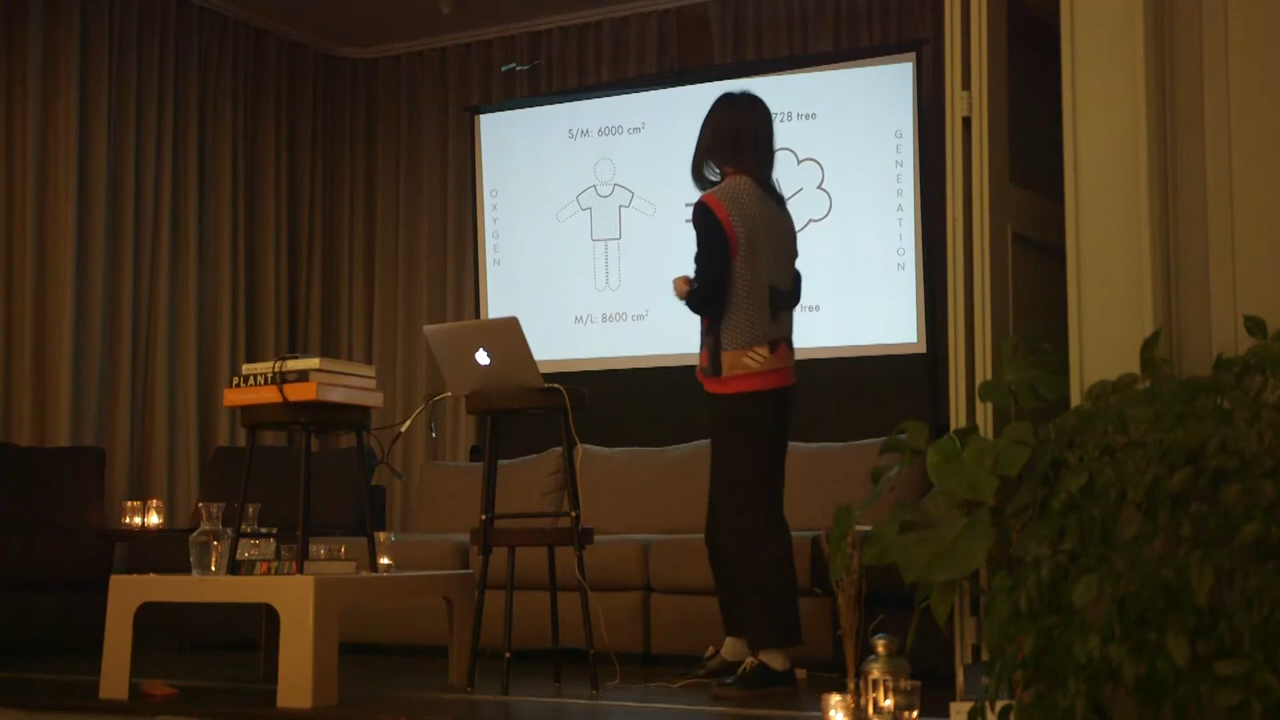 S/M: 6000 cm²
728 tree
OXYGEN
GENERATION
M/L: 8600 cm²
tree
PLANT